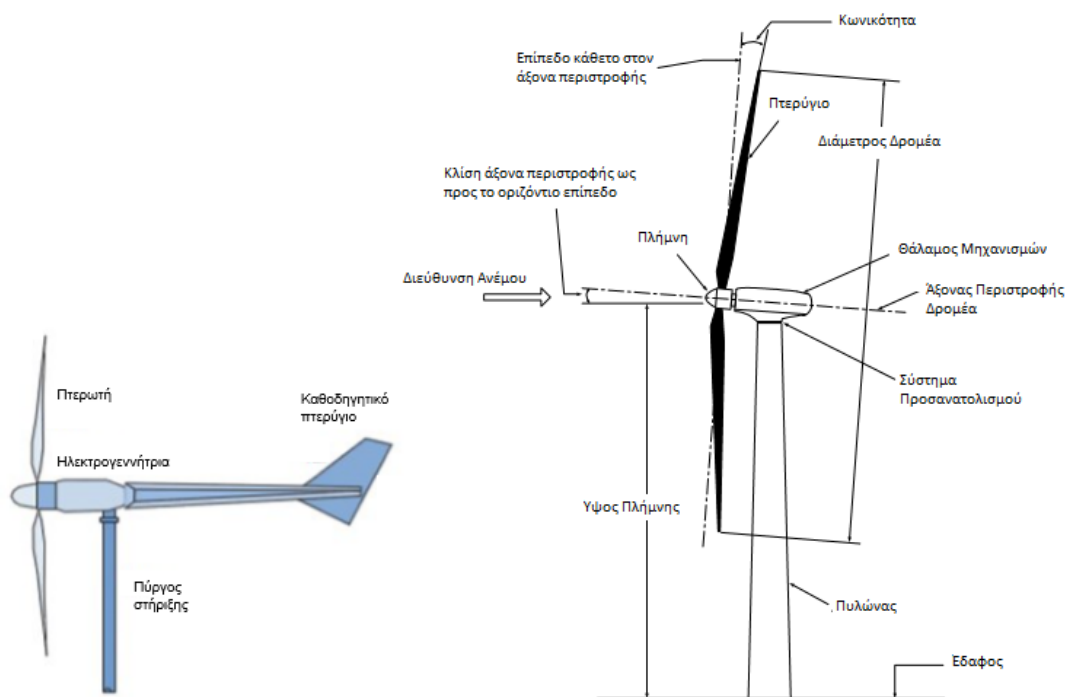 Πτερωτή
Καθοδηγητικό
πτερύγιο
Ηλεκτρογεννήτρια
Πύργος
στήριξης
Κωνικότητα
Επίπεδο κάθετο στον
άξονα περιστροφής
Πτερύγιο
Διάμετρος Δρομέα
Κλίση άξονα περιστροφής ως
προς το οριζόντιο επίπεδο
Πλήμνη
Θάλαμος Μηχανισμών
Διεύθυνση Ανέμου
Άξονας Περιστροφής
Δρομέα
Σύστημα
Προσανατολισμού
Υψος Πλήμνης
Πυλώνας
Έδαφος